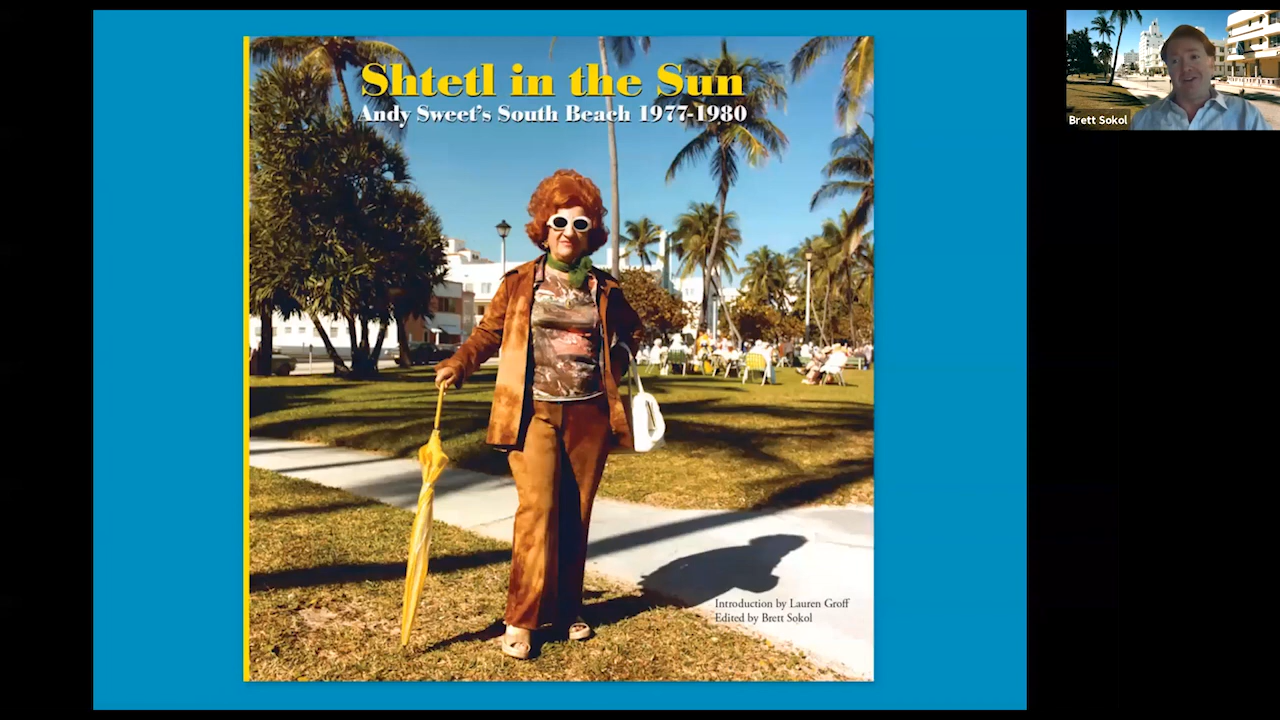 Shtetl in the Sun
Andy Sweet's South Beach 1977-1980
Introduction by Lauren Groff
Edited by Brett Sokol
Brett Sokol